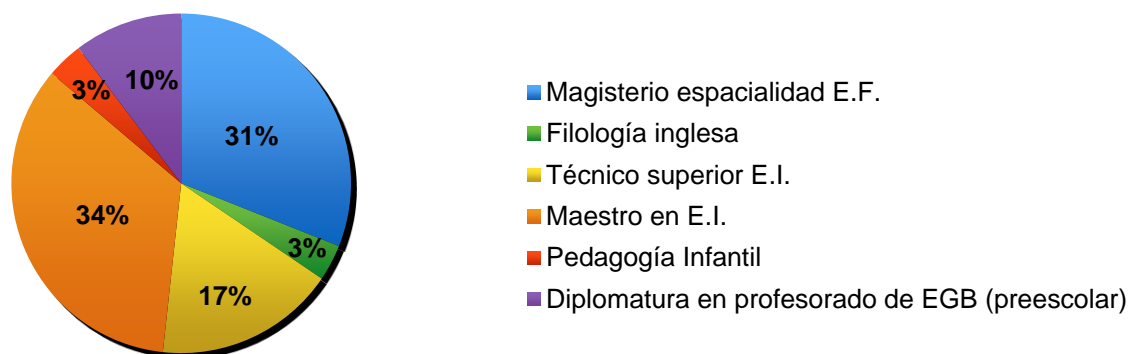 10%
3%
31%
34%
3%
17%
Magisterio espacialidad E.F.
Filología inglesa
Técnico superior E.I.
Maestro en E.I.
Pedagogía Infantil
Diplomatura en profesorado de EGB (preescolar)